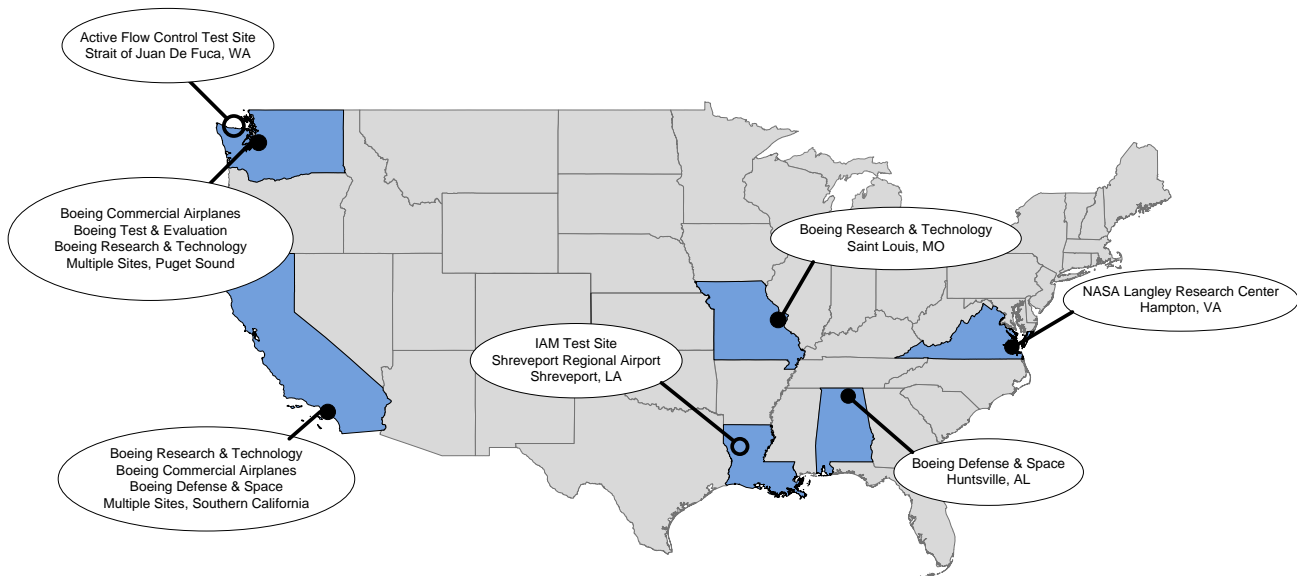 Active Flow Control Test Site
Strait of Juan De Fuca, WA
Boeing Commercial Airplanes
Boeing Test & Evaluation
Boeing Research & Technology
Multiple Sites, Puget Sound
Boeing Research & Technology
Saint Louis, MO
NASA Langley Research Center
Hampton, VA
IAM Test Site
Shreveport Regional Airport
Shreveport, LA
Boeing Research & Technology
Boeing Commercial Airplanes
Boeing Defense & Space
Multiple Sites, Southern California
Boeing Defense & Space
Huntsville, AL